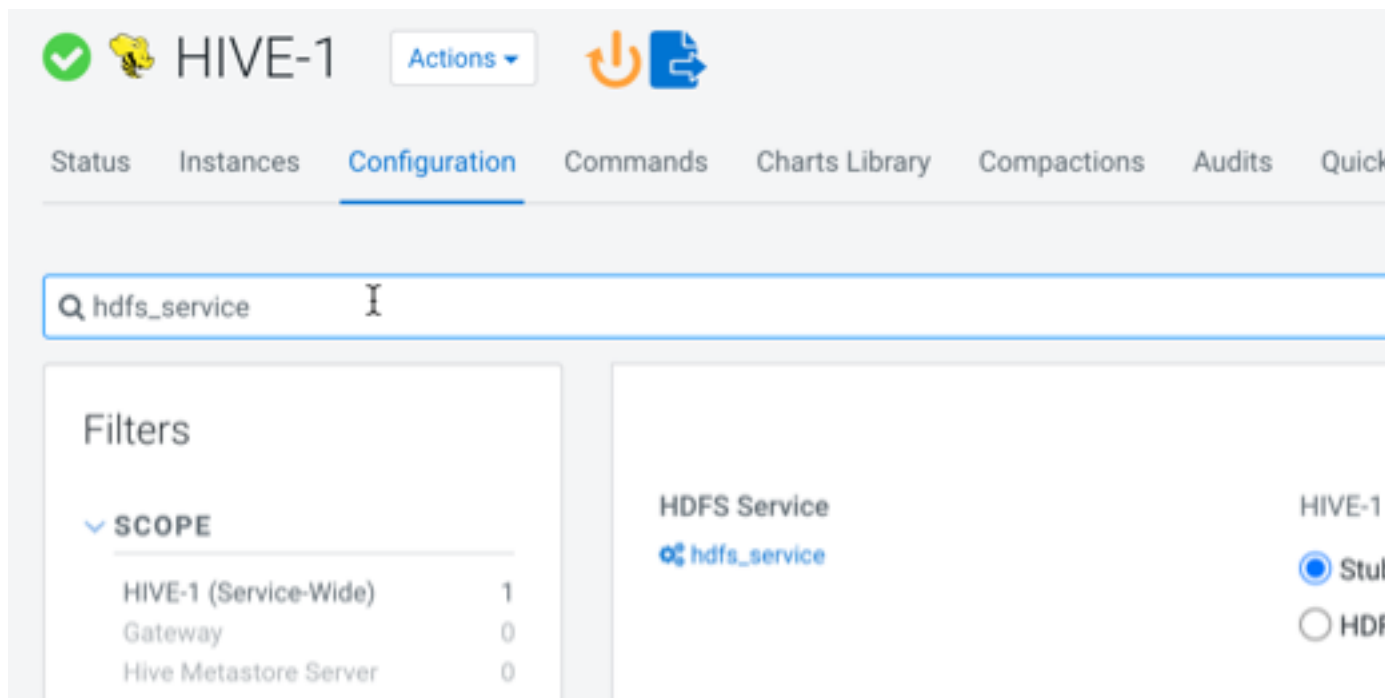 HIVE-1 Actions
Status Instances Configuration Commands Charts Library Compactions Audits Quick
hdfs_service
Filters
SCOPE
HIVE-1 (Service-Wide) 1
Gateway 0
Hive Metastore Server 0
HDFS Service
hdfs_service
HIVE-1